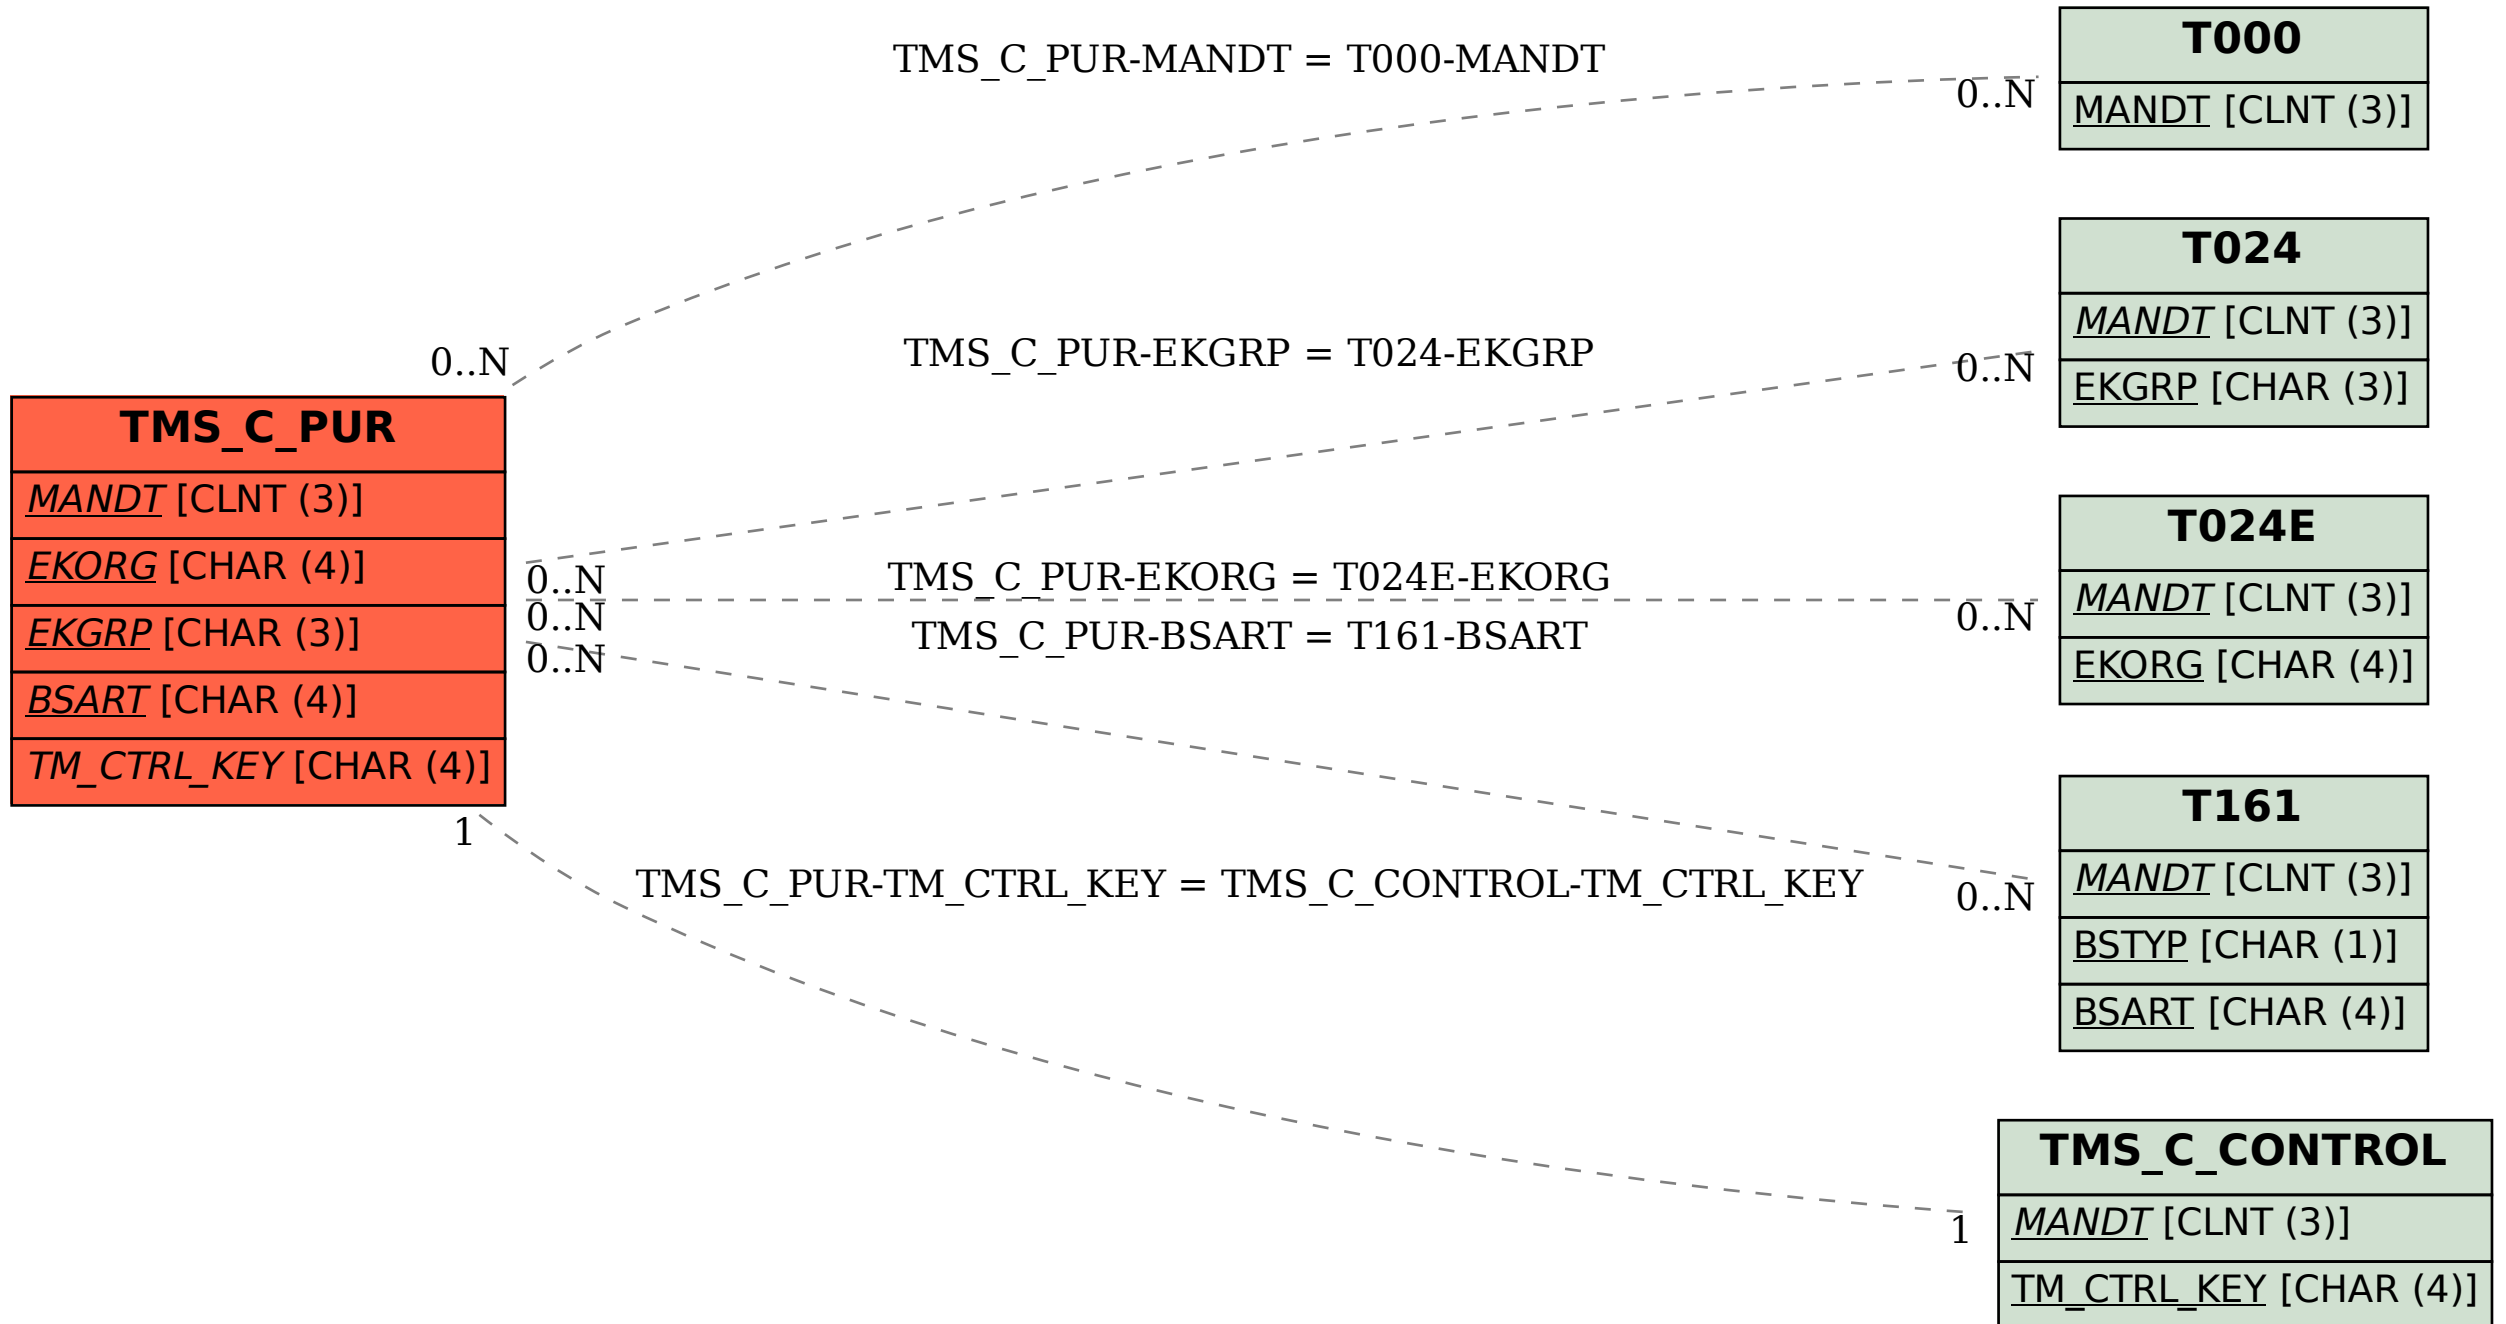 TMS_C_PUR-MANDT = T000-MANDT
0..N
0..N
T000
MANDT [CLNT (3)]
TMS_C_PUR-EKGRP = T024-EKGRP
0..N
0..N
T024
MANDT [CLNT (3)]
EKGRP [CHAR (3)]
TMS_C_PUR
MANDT [CLNT (3)]
EKORG [CHAR (4)]
EKGRP [CHAR (3)]
BSART [CHAR (4)]
TM_CTRL_KEY [CHAR (4)]
TMS_C_PUR-EKORG = T024E-EKORG
0..N
0..N
T024E
MANDT [CLNT (3)]
EKORG [CHAR (4)]
TMS_C_PUR-BSART = T161-BSART
0..N
0..N
T161
MANDT [CLNT (3)]
BSTYP [CHAR (1)]
BSART [CHAR (4)]
TMS_C_PUR-TM_CTRL_KEY = TMS_C_CONTROL-TM_CTRL_KEY
1
1
TMS_C_CONTROL
MANDT [CLNT (3)]
TM_CTRL_KEY [CHAR (4)]